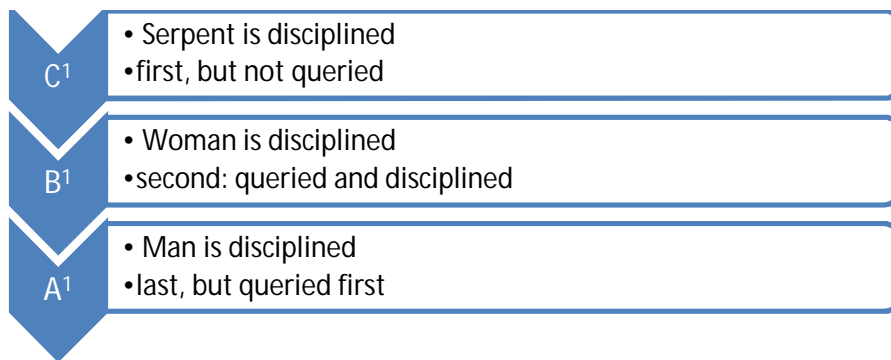 C¹
• Serpent is disciplined
•first, but not queried
B¹
• Woman is disciplined
•second: queried and disciplined
A¹
• Man is disciplined
•last, but queried first